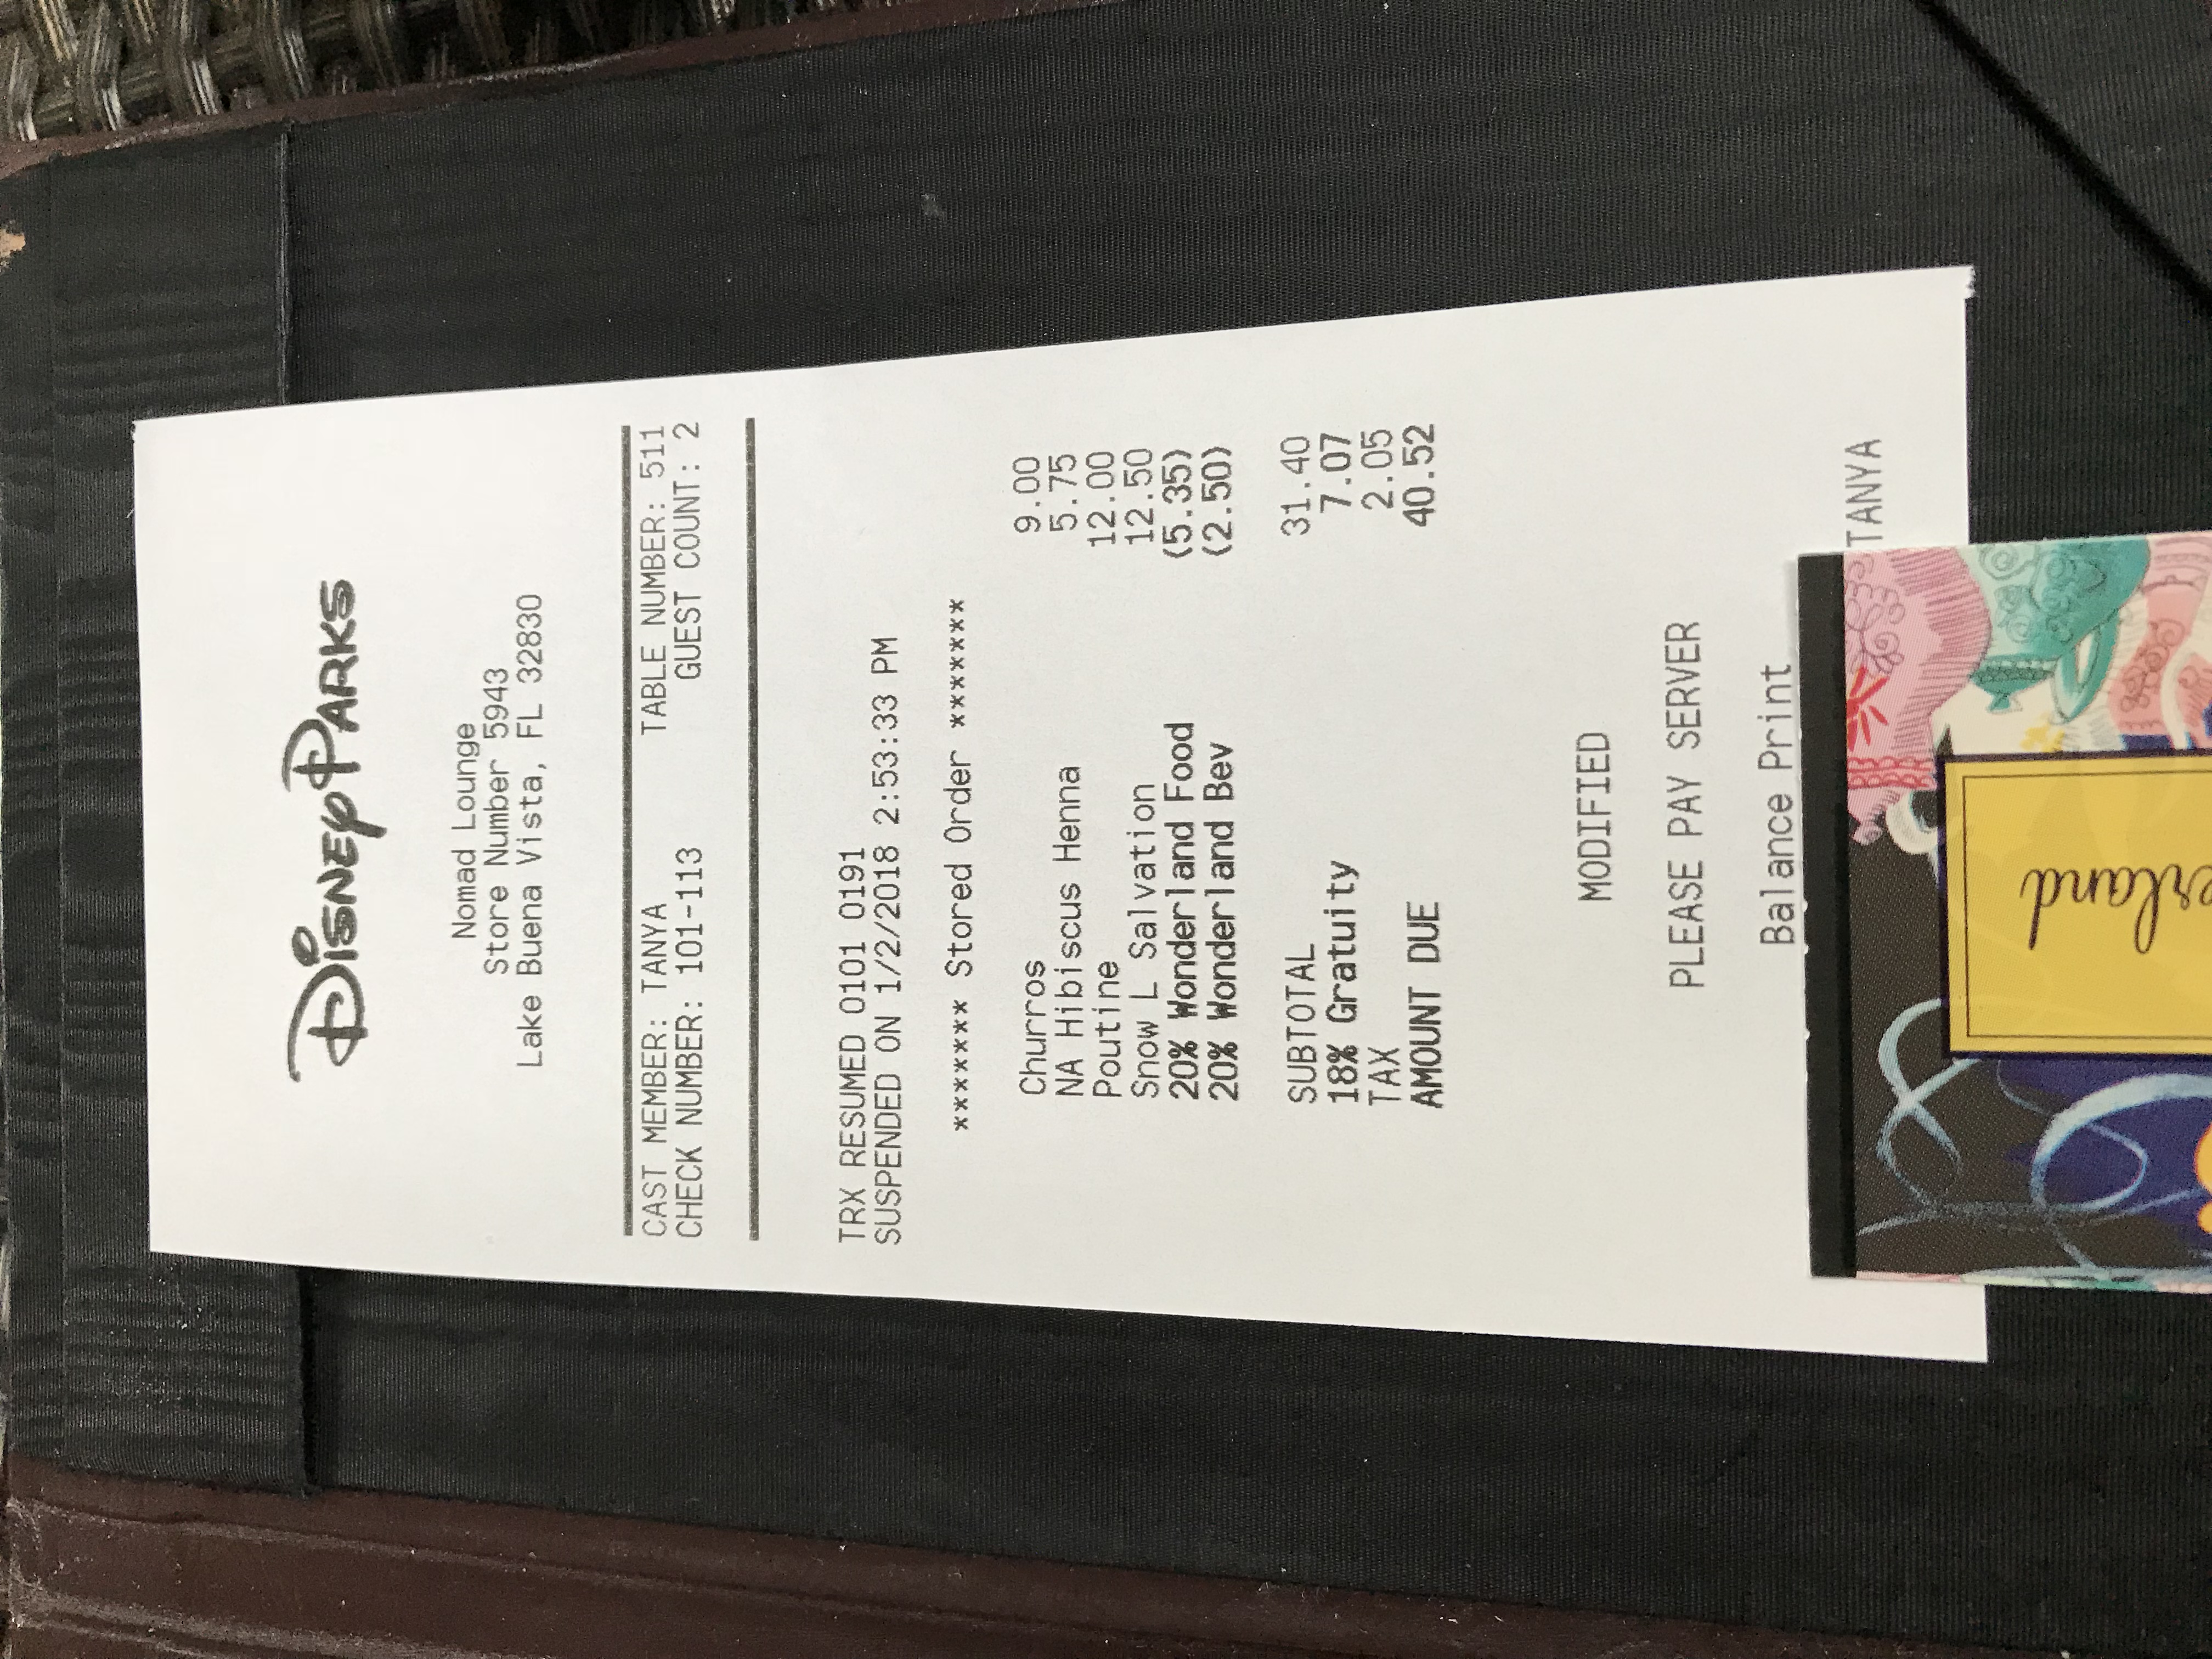 Disney Parks
Nomad Lounge
Store Number 5943
Lake Buena Vista, FL 32830
CAST MEMBER: TANYA TABLE NUMBER: 511
CHECK NUMBER: 101-113 GUEST COUNT: 2
TRX RESUMED 0101 0191
SUSPENDED ON 1/2/2018 2:53:33 PM
******* Stored Order *******
Churros 9.00
NA Hibiscus Henna 5.75
Poutine 12.00
Snow L Salvation 12.50
20% Wonderland Food (5.35)
20% Wonderland Bev (2.50)
SUBTOTAL 31.40
18% Gratuity 7.07
TAX 2.05
AMOUNT DUE 40.52
MODIFIED
PLEASE PAY SERVER
Balance Print
TANYA
erland